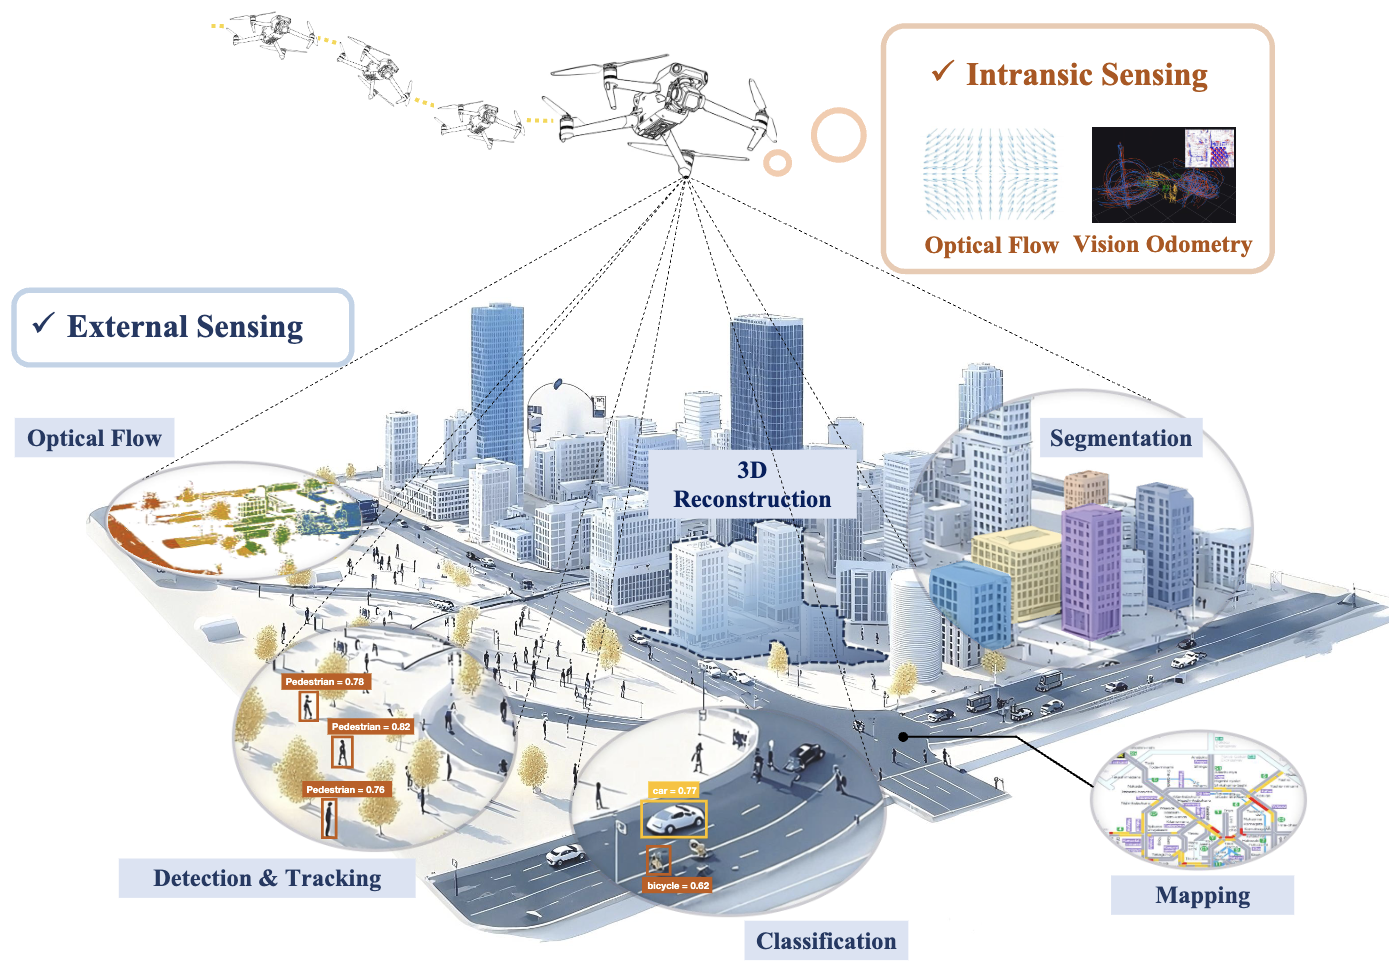 ✓ Intransic Sensing
Optical Flow
Vision Odometry
✓ External Sensing
Optical Flow
Segmentation
3D
Reconstruction
Pedestrian = 0.78
Pedestrian = 0.82
Pedestrian = 0.76
car = 0.77
bicycle = 0.62
Detection & Tracking
Mapping
Classification